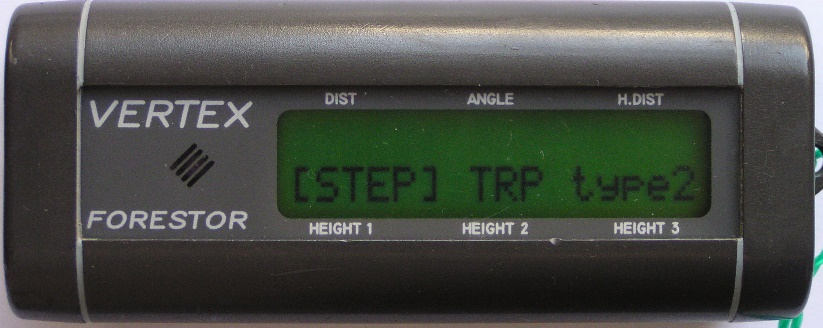 VERTEX
FORESTOR
DIST ANGLE H.DIST
[STEP] TRP type2
HEIGHT 1 HEIGHT 2 HEIGHT 3